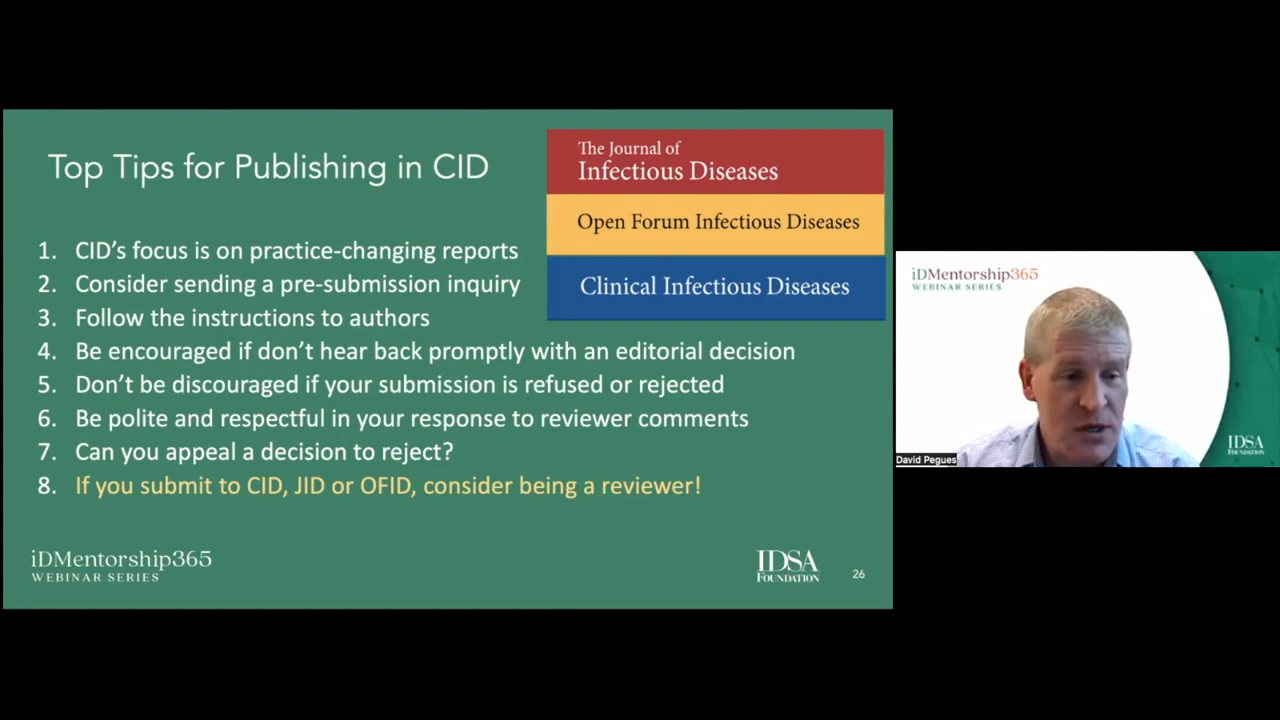 Top Tips for Publishing in CID
The Journal of
Infectious Diseases
Open Forum Infectious Diseases
Clinical Infectious Diseases
1. CID's focus is on practice-changing reports
2. Consider sending a pre-submission inquiry
3. Follow the instructions to authors
4. Be encouraged if don't hear back promptly with an editorial decision
5. Don't be discouraged if your submission is refused or rejected
6. Be polite and respectful in your response to reviewer comments
7. Can you appeal a decision to reject?
8. If you submit to CID, JID or OFID, consider being a reviewer!
iDMentorship365
WEBINAR SERIES
IDSA
FOUNDATION
26
iDMentorship365
WEBINAR SERIES
IDSA
FOUNDATION
David Pegues